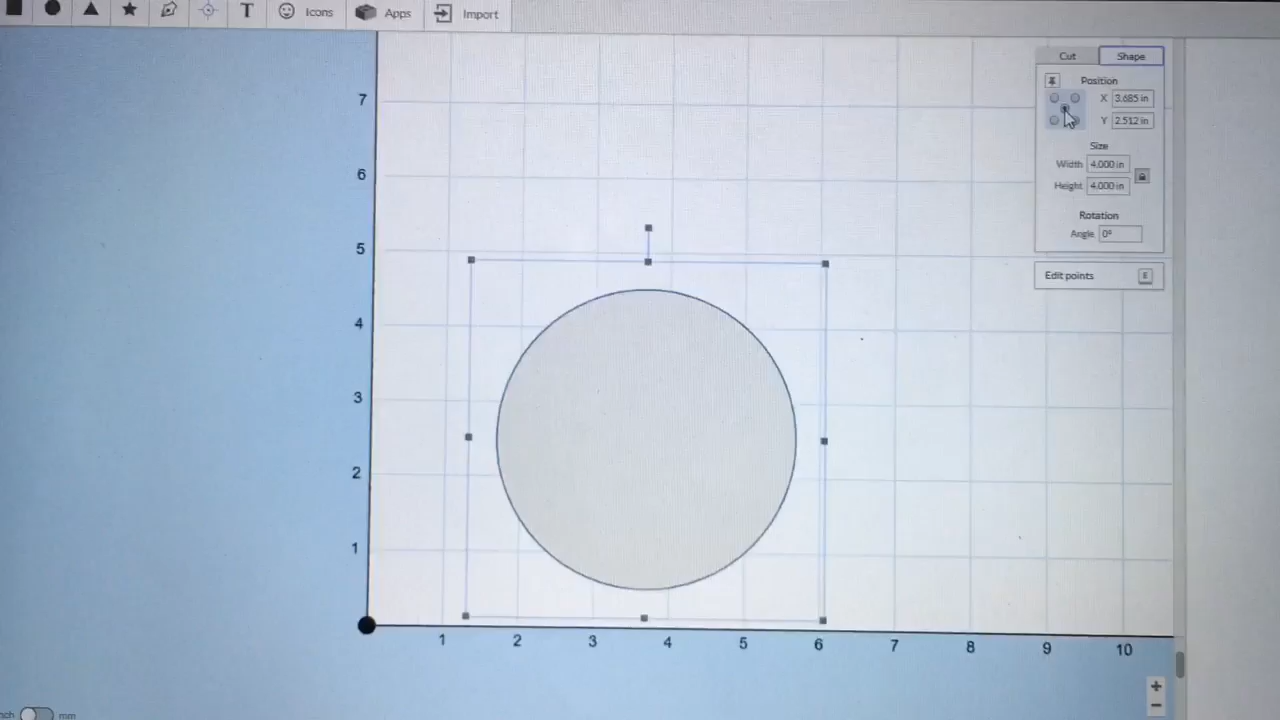 T Icons Apps Import
Cut Shape
Position
X 3.685 in
Y 2.512 in
Size
Width 4.000 in
Height 4.000 in
Rotation
Angle 0°
Edit points E
7
6
5
4
3
2
1
1 2 3 4 5 6 7 8 9 10
mm